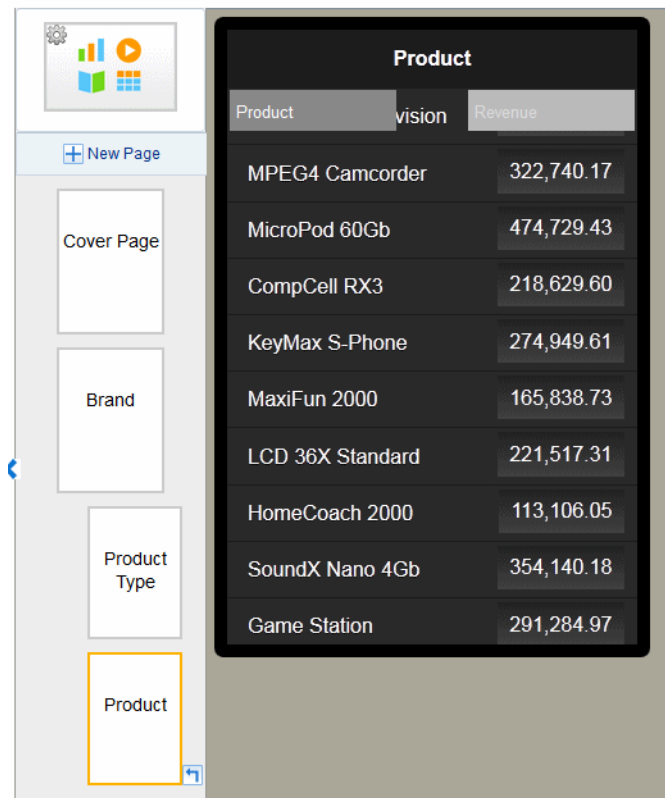 New Page
Cover Page
Brand
Product
Type
Product
Product
Product vision Revenue
MPEG4 Camcorder 322,740.17
MicroPod 60Gb 474,729.43
CompCell RX3 218,629.60
KeyMax S-Phone 274,949.61
MaxiFun 2000 165,838.73
LCD 36X Standard 221,517.31
HomeCoach 2000 113,106.05
SoundX Nano 4Gb 354,140.18
Game Station 291,284.97